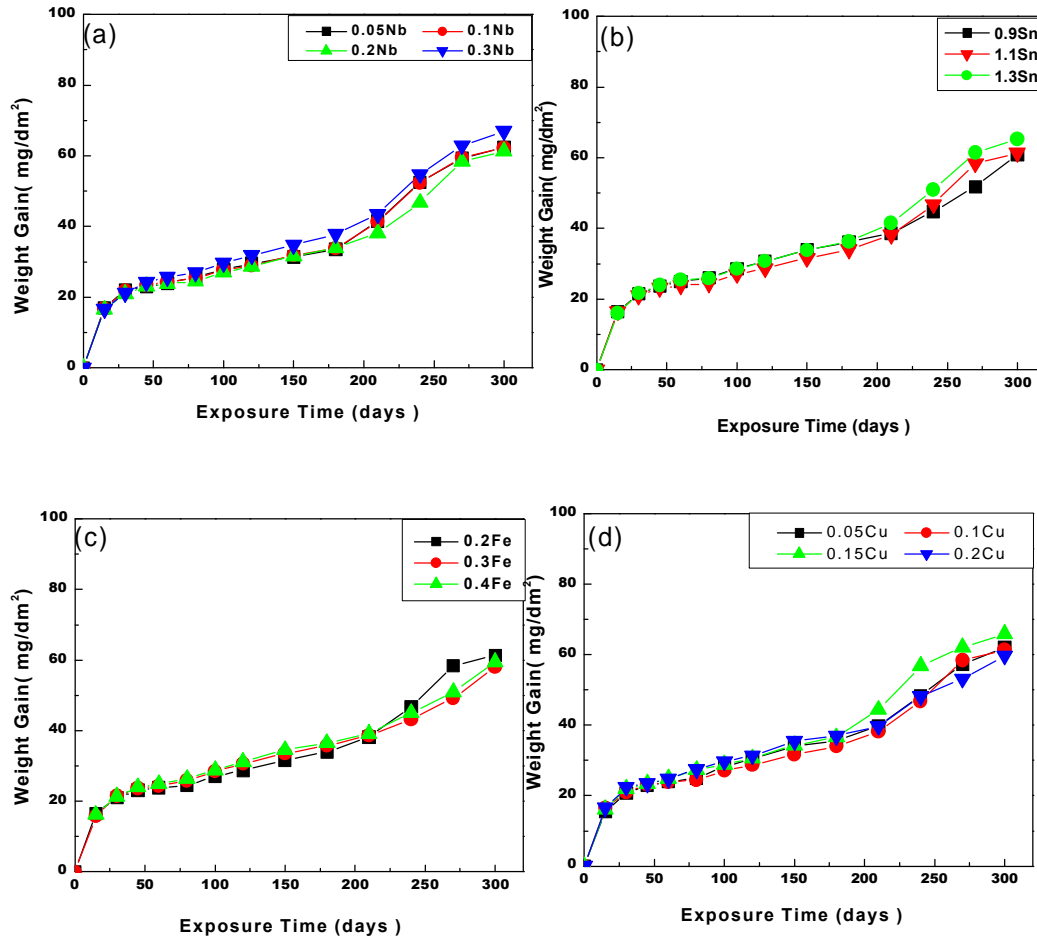 (a)
0.05Nb 0.1Nb
0.2Nb 0.3Nb
100
80
60
40
20
0
0 50 100 150 200 250 300
Weight Gain( mg/dm²)
Exposure Time (days )
(b)
0.9Sn
1.1Sn
1.3Sn
100
80
60
40
20
0
0 50 100 150 200 250 300
Weight Gain( mg/dm²)
Exposure Time (days )
(c)
0.2Fe
0.3Fe
0.4Fe
100
80
60
40
20
0
0 50 100 150 200 250 300
Weight Gain( mg/dm²)
Exposure Time (days )
(d)
0.05Cu 0.1Cu
0.15Cu 0.2Cu
100
80
60
40
20
0
0 50 100 150 200 250 300
Weight Gain( mg/dm²)
Exposure Time (days )